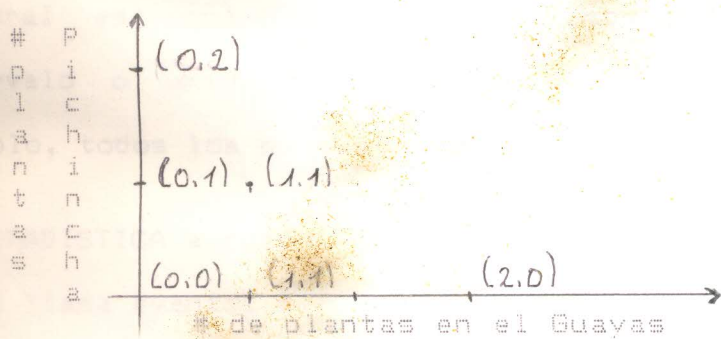 # plantas
Pichincha
(0,2)
(0,1) . (1,1)
(0,0) (1,1) (2,0)
# de plantas en el Guayas